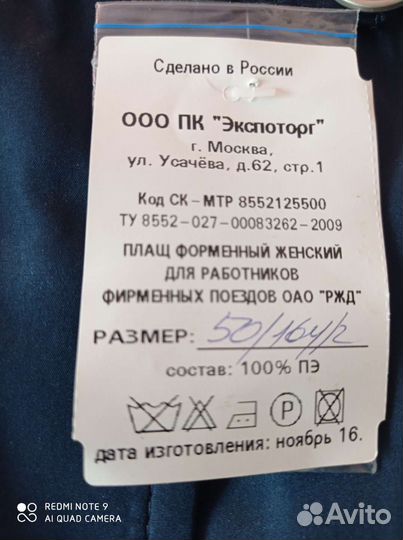 Сделано в России
ООО ПК "Экспоторг"
г. Москва,
ул. Усачёва, д.62, стр.1
Код СК – МТР 8552125500
ТУ 8552-027-00083262-2009
ПЛАЩ ФОРМЕННЫЙ ЖЕНСКИЙ
ДЛЯ РАБОТНИКОВ
ФИРМЕННЫХ ПОЕЗДОВ ОАО "РЖД"
РАЗМЕР: 50/164/2
состав: 100% ПЭ
P
дата изготовления: ноябрь 16.
REDMI NOTE 9
AI QUAD CAMERA
Avito